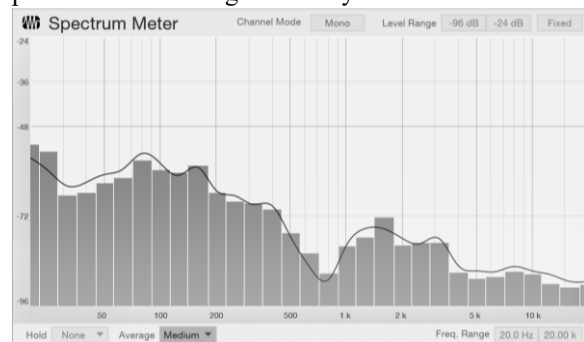 Spectrum Meter Channel Mode Mono Level Range -96 dB -24 dB Fixed
-24
-36
-48
-72
-96
50 100 200 500 1 k 2 k 5 k 10 k
Hold None Average Medium Freq. Range 20.0 Hz 20.00 k